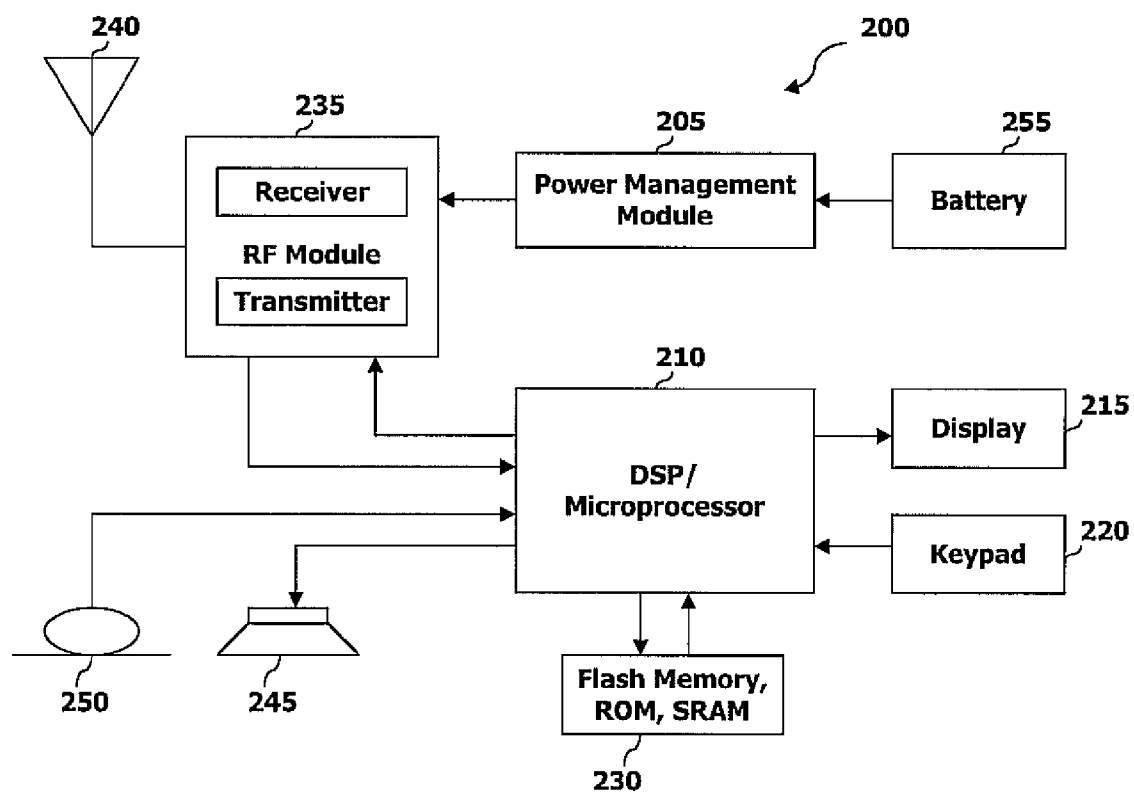 240
200
235
205
255
Receiver
Power Management
Module
Battery
RF Module
Transmitter
210
215
Display
DSP/
Microprocessor
220
Keypad
250
245
Flash Memory,
ROM, SRAM
230